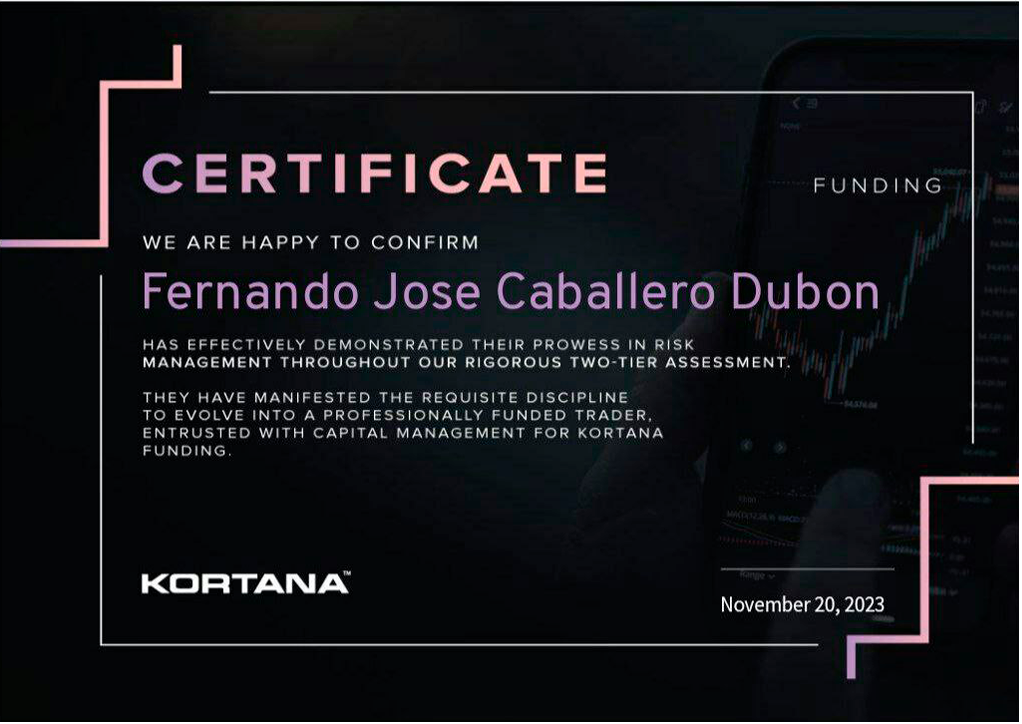 CERTIFICATE
FUNDING
WE ARE HAPPY TO CONFIRM
Fernando Jose Caballero Dubon
HAS EFFECTIVELY DEMONSTRATED THEIR PROWESS IN RISK
MANAGEMENT THROUGHOUT OUR RIGOROUS TWO-TIER ASSESSMENT.
THEY HAVE MANIFESTED THE REQUISITE DISCIPLINE
TO EVOLVE INTO A PROFESSIONALLY FUNDED TRADER,
ENTRUSTED WITH CAPITAL MANAGEMENT FOR KORTANA
FUNDING.
Range
KORTANA™
November 20, 2023